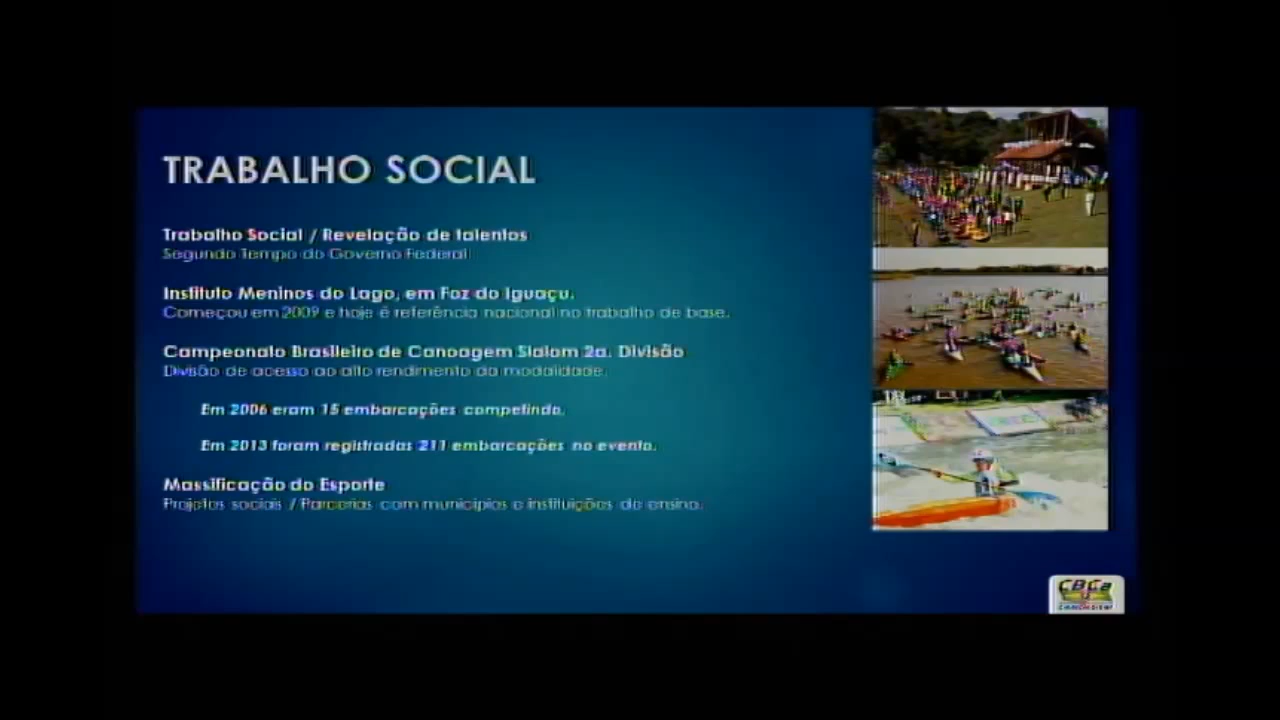 TRABALHO SOCIAL
Trabalho Social / Revelação de talentos
Segundo Tempo do Governo Federal
Instituto Meninos do Lago, em Foz do Iguaçu.
Começou em 2009 e hoje é referência nacional no trabalho de base.
Campeonato Brasileiro de Canoagem Slalom 2a. Divisão
Divisão de acesso ao alto rendimento da modalidade.
Em 2006 eram 15 embarcações competindo.
Em 2013 foram registradas 211 embarcações no evento.
Massificação do Esporte
Projetos sociais / Parcerias com municípios e instituições de ensino.
CBCa